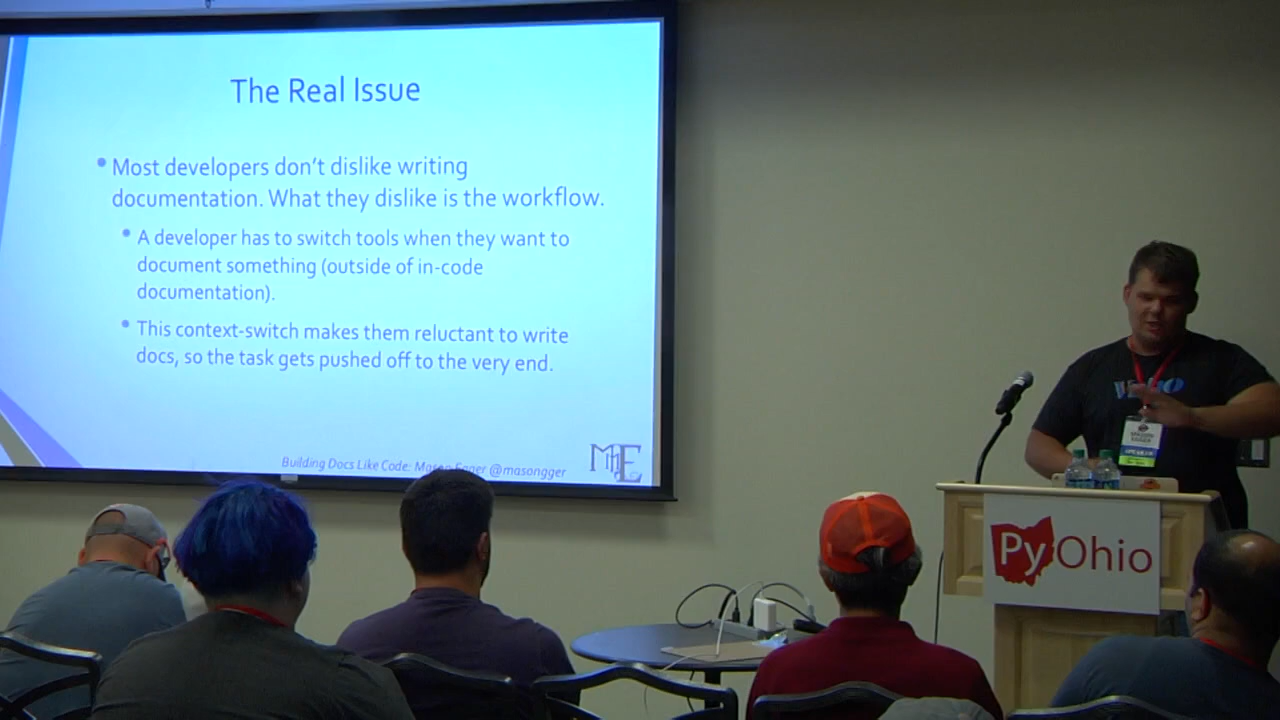 The Real Issue
• Most developers don't dislike writing
documentation. What they dislike is the workflow.
• A developer has to switch tools when they want to
document something (outside of in-code
documentation).
• This context-switch makes them reluctant to write
docs, so the task gets pushed off to the very end.
Building Docs Like Code: Mason Egger @masongger
PyOhio